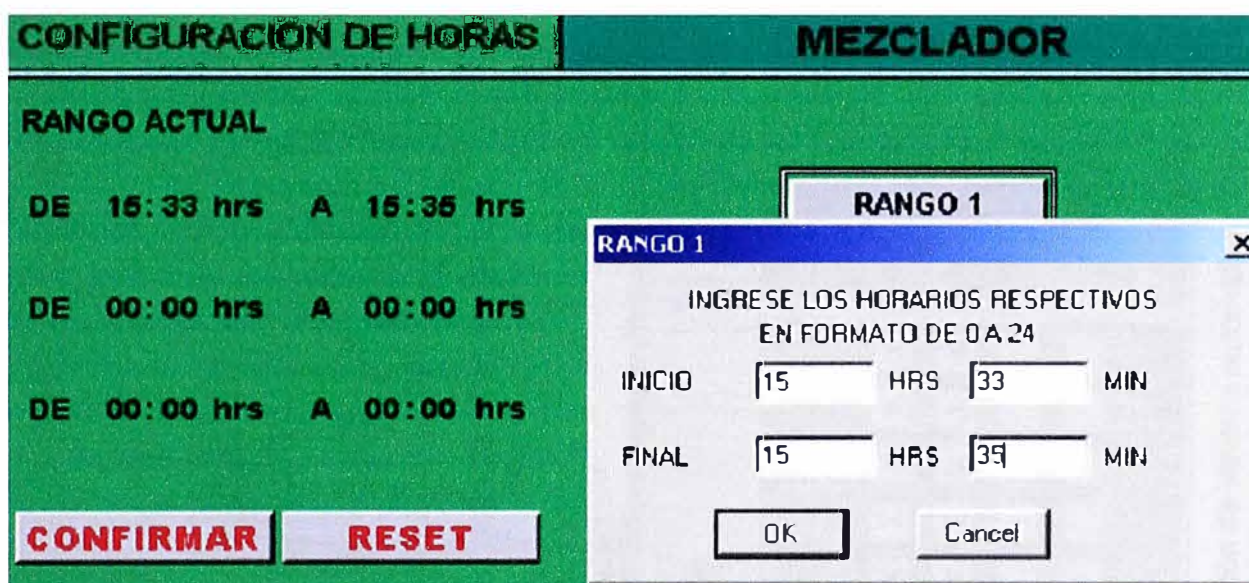 CONFIGURACION DE HORAS
MEZCLADOR
RANGO ACTUAL
DE 15:33 hrs A 15:35 hrs
DE 00:00 hrs A 00:00 hrs
DE 00:00 hrs A 00:00 hrs
CONFIRMAR
RESET
RANGO 1
RANGO 1
INGRESE LOS HORARIOS RESPECTIVOS
EN FORMATO DE 0 A 24
INICIO 15 HRS 33 MIN
FINAL 15 HRS 35 MIN
OK
Cancel